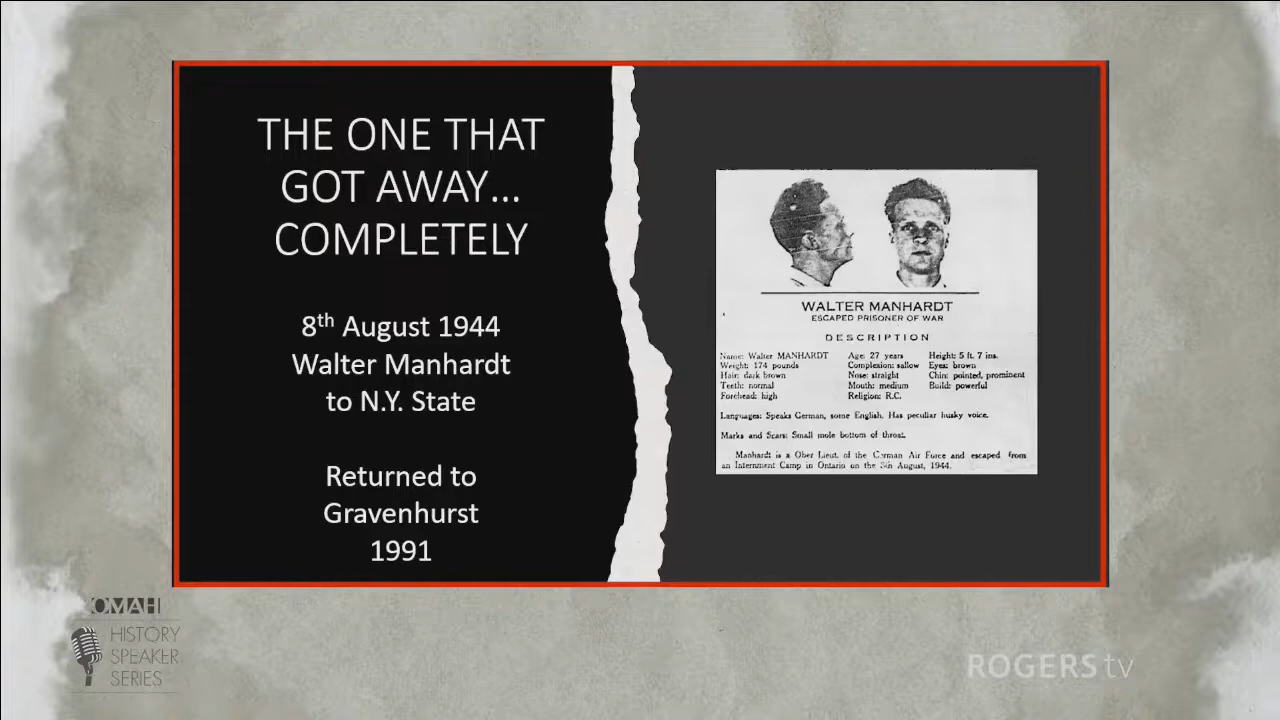 THE ONE THAT
GOT AWAY...
COMPLETELY
8th August 1944
Walter Manhardt
to N.Y. State
Returned to
Gravenhurst
1991
WALTER MANHARDT
ESCAPED PRISONER OF WAR
DESCRIPTION
Name: Walter MANHARDT Age: 27 years Height: 5 ft. 7 ins.
Weight: 174 pounds Complexion: sallow Eyes: brown
Hair: dark brown Nose: straight Chin: pointed, prominent
Teeth: normal Mouth: medium Build: powerful
Forehead: high Religion: R.C.
Languages: Speaks German, some English. Has peculiar husky voice.
Marks and Scars: Small mole bottom of throat.
Manhardt is a Ober Lieut. of the German Air Force and escaped from
an Internment Camp in Ontario on the August, 1944.
OMAH
HISTORY
SPEAKER
SERIES
ROGERS tv